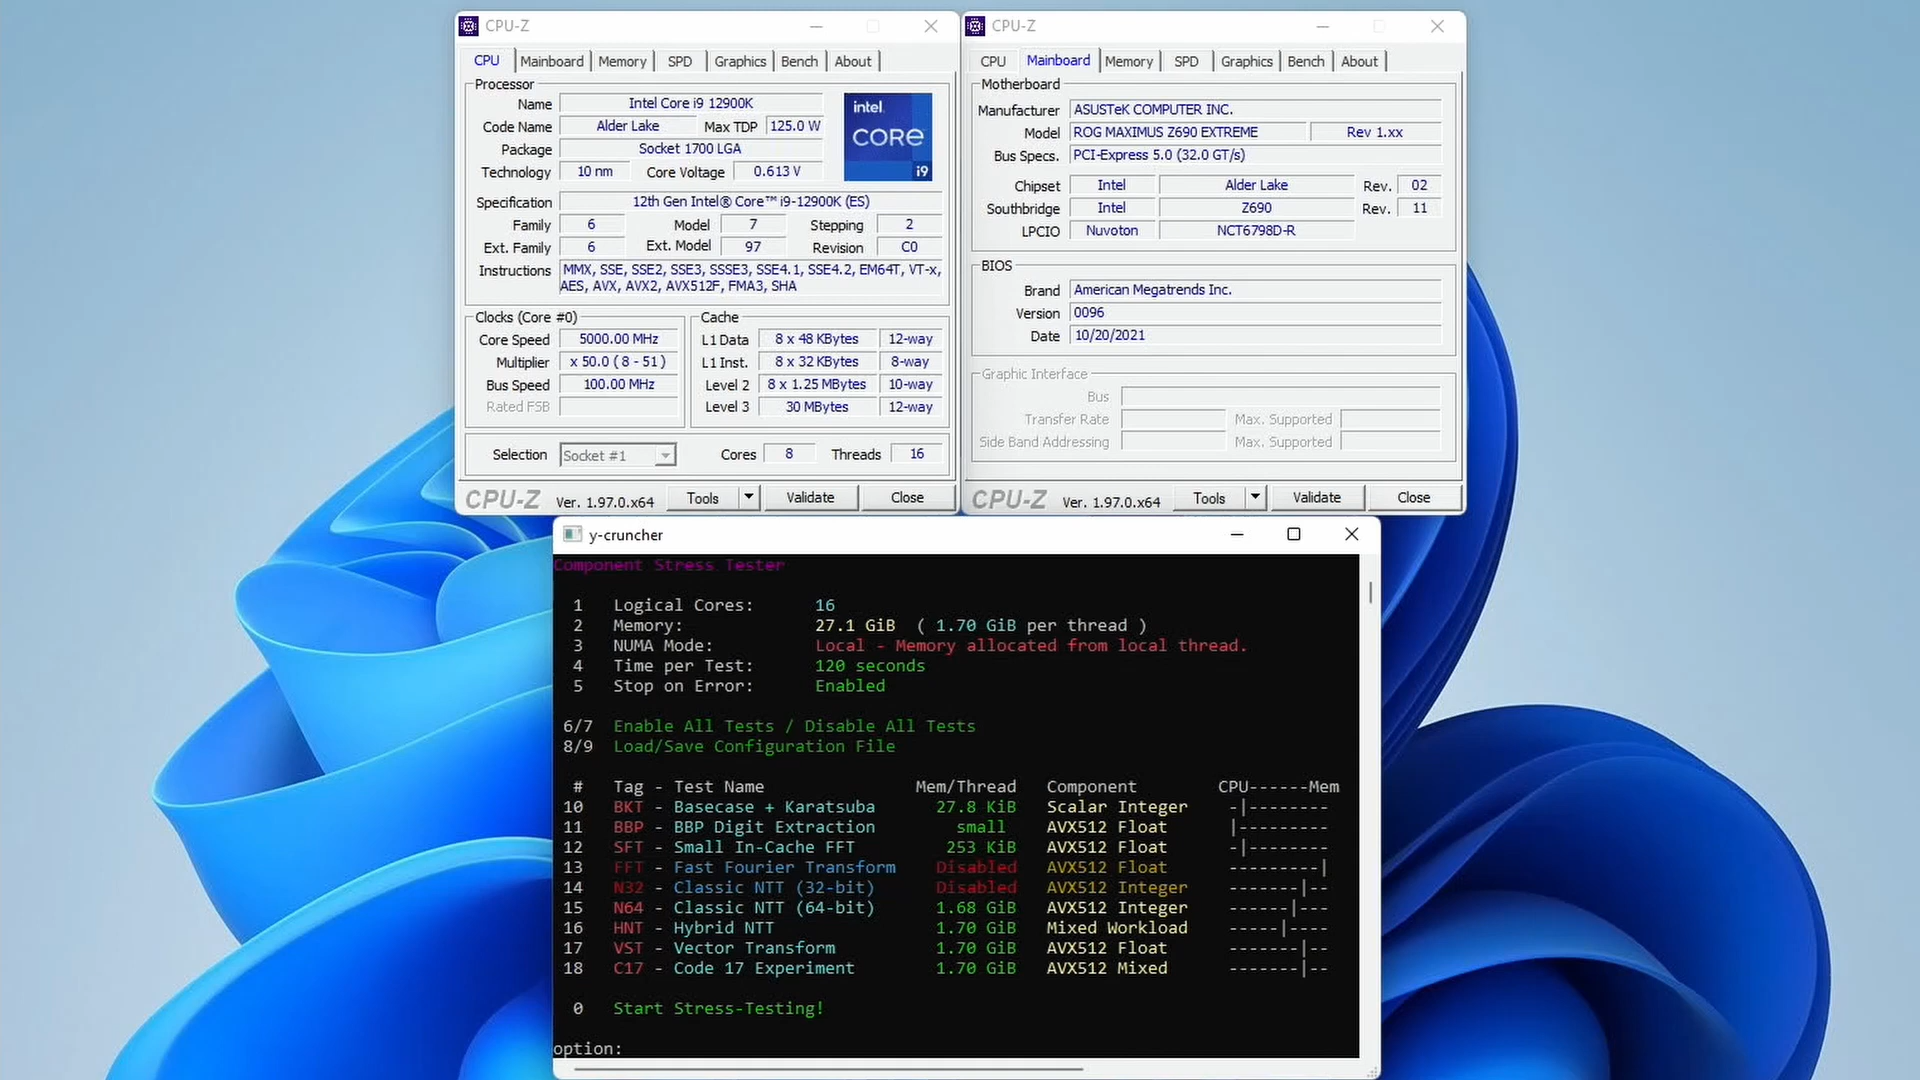 CPU-Z
CPU Mainboard Memory SPD Graphics Bench About
Processor
Name Intel Core i9 12900K
Code Name Alder Lake Max TDP 125.0 W
Package Socket 1700 LGA
Technology 10 nm Core Voltage 0.613 V
intel.
CORE
i9
Specification 12th Gen Intel® Core™ i9-12900K (ES)
Family 6 Model 7 Stepping 2
Ext. Family 6 Ext. Model 97 Revision C0
Instructions MMX, SSE, SSE2, SSE3, SSSE3, SSE4.1, SSE4.2, EM64T, VT-x,
AES, AVX, AVX2, AVX512F, FMA3, SHA
Clocks (Core #0)
Core Speed 5000.00 MHz
Multiplier x 50.0 ( 8 - 51 )
Bus Speed 100.00 MHz
Rated FSB
Cache
L1 Data 8 x 48 KBytes 12-way
L1 Inst. 8 x 32 KBytes 8-way
Level 2 8 x 1.25 MBytes 10-way
Level 3 30 MBytes 12-way
Selection Socket #1 Cores 8 Threads 16
CPU-Z Ver. 1.97.0.x64 Tools Validate Close
CPU-Z
CPU Mainboard Memory SPD Graphics Bench About
Motherboard
Manufacturer ASUSTeK COMPUTER INC.
Model ROG MAXIMUS Z690 EXTREME Rev 1.xx
Bus Specs. PCI-Express 5.0 (32.0 GT/s)
Chipset Intel Alder Lake Rev. 02
Southbridge Intel Z690 Rev. 11
LPCIO Nuvoton NCT6798D-R
BIOS
Brand American Megatrends Inc.
Version 0096
Date 10/20/2021
Graphic Interface
Bus
Transfer Rate Max. Supported
Side Band Addressing Max. Supported
CPU-Z Ver. 1.97.0.x64 Tools Validate Close
y-cruncher
Component Stress Tester
1 Logical Cores: 16
2 Memory: 27.1 GiB ( 1.70 GiB per thread )
3 NUMA Mode: Local - Memory allocated from local thread.
4 Time per Test: 120 seconds
5 Stop on Error: Enabled
6/7 Enable All Tests / Disable All Tests
8/9 Load/Save Configuration File
# Tag - Test Name Mem/Thread Component CPU------Mem
10 BKT - Basecase + Karatsuba 27.8 KiB Scalar Integer -|--------
11 BBP - BBP Digit Extraction small AVX512 Float |---------
12 SFT - Small In-Cache FFT 253 KiB AVX512 Float -|--------
13 FFT - Fast Fourier Transform Disabled AVX512 Float ---------|
14 N32 - Classic NTT (32-bit) Disabled AVX512 Integer -------|--
15 N64 - Classic NTT (64-bit) 1.68 GiB AVX512 Integer ------|---
16 HNT - Hybrid NTT 1.70 GiB Mixed Workload -----|----
17 VST - Vector Transform 1.70 GiB AVX512 Float -------|--
18 C17 - Code 17 Experiment 1.70 GiB AVX512 Mixed -------|--
0 Start Stress-Testing!
option: